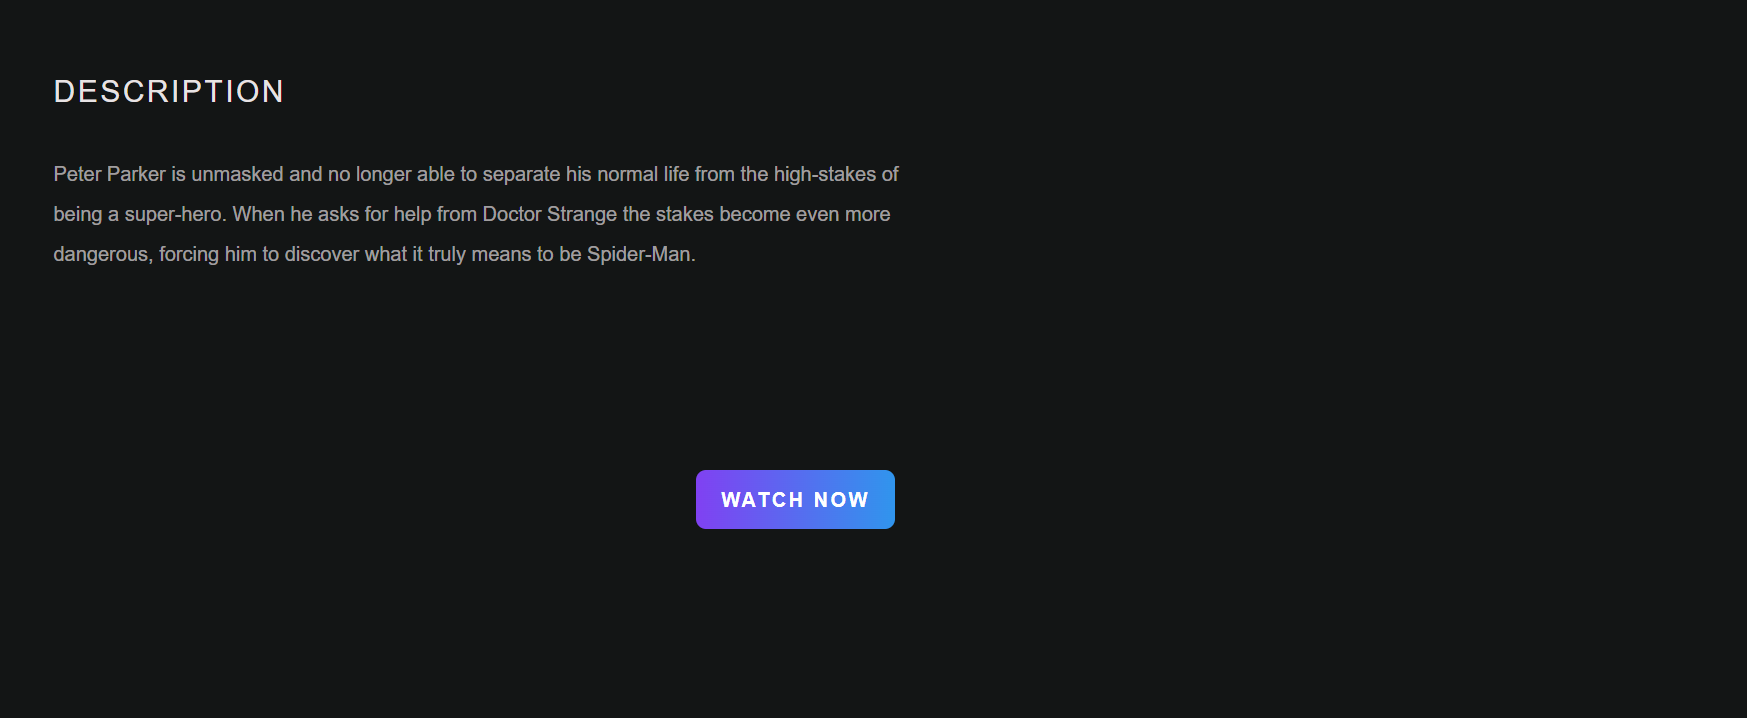 DESCRIPTION
Peter Parker is unmasked and no longer able to separate his normal life from the high-stakes of
being a super-hero. When he asks for help from Doctor Strange the stakes become even more
dangerous, forcing him to discover what it truly means to be Spider-Man.
WATCH NOW